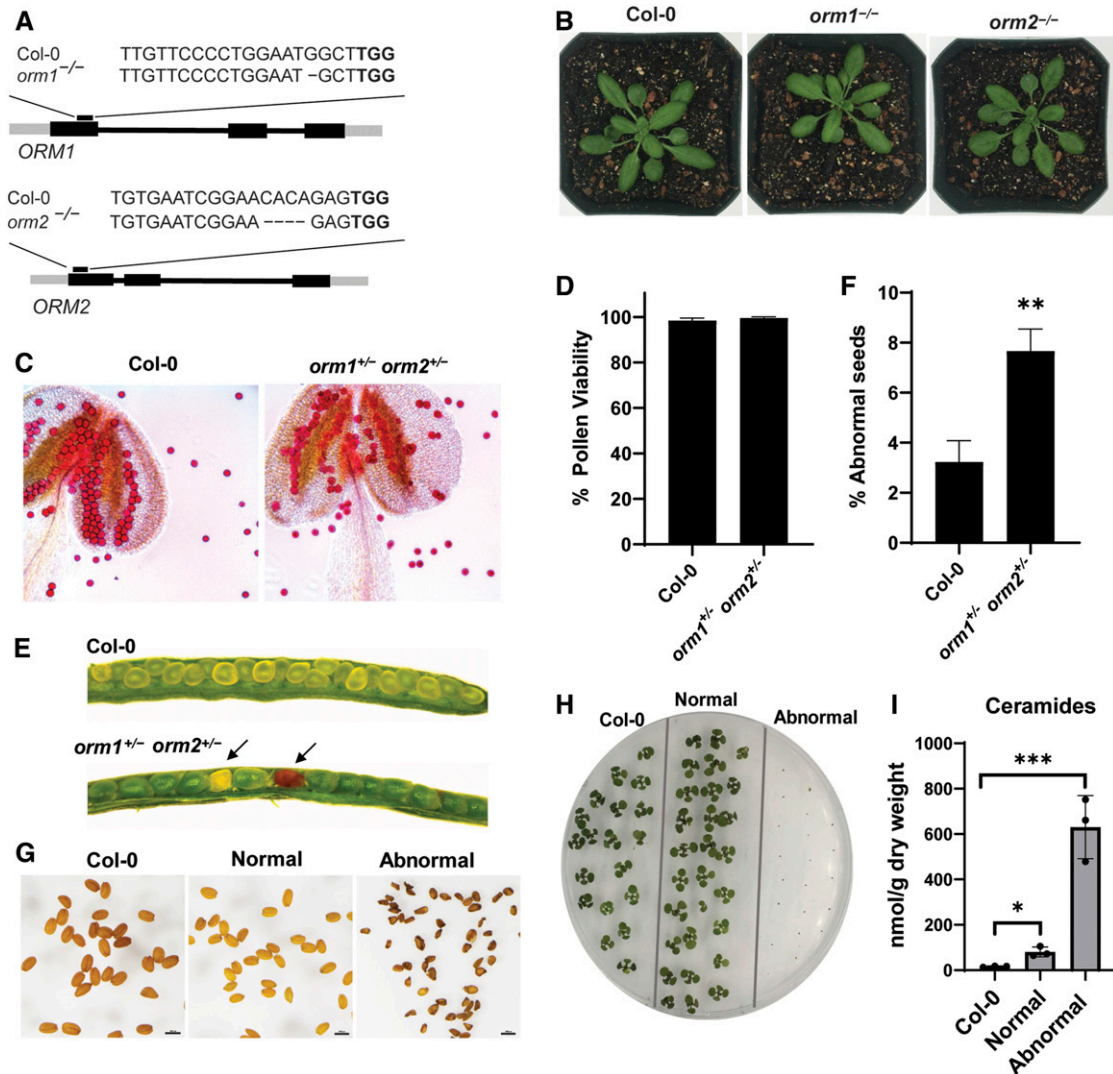 A
Col-0 TTGTTCCCCTGGAATGGCTTGG
orm1−/− TTGTTCCCCTGGAAT −GCTTGG
ORM1
Col-0 TGTGAATCGGAACACAGAGTGG
orm2 −/− TGTGAATCGGAA −−−− GAGTGG
ORM2
B
Col-0 orm1−/− orm2−/−
C
Col-0 orm1+/− orm2+/−
D
% Pollen Viability
100
80
60
40
20
0
Col-0
orm1+/- orm2+/-
F
% Abnormal seeds
**
8
6
4
2
0
Col-0
orm1+/- orm2+/-
E
Col-0
orm1+/− orm2+/−
G
Col-0 Normal Abnormal
H
Col-0 Normal Abnormal
I
Ceramides
nmol/g dry weight
1000
800
600
400
200
0
***
*
Col-0
Normal
Abnormal